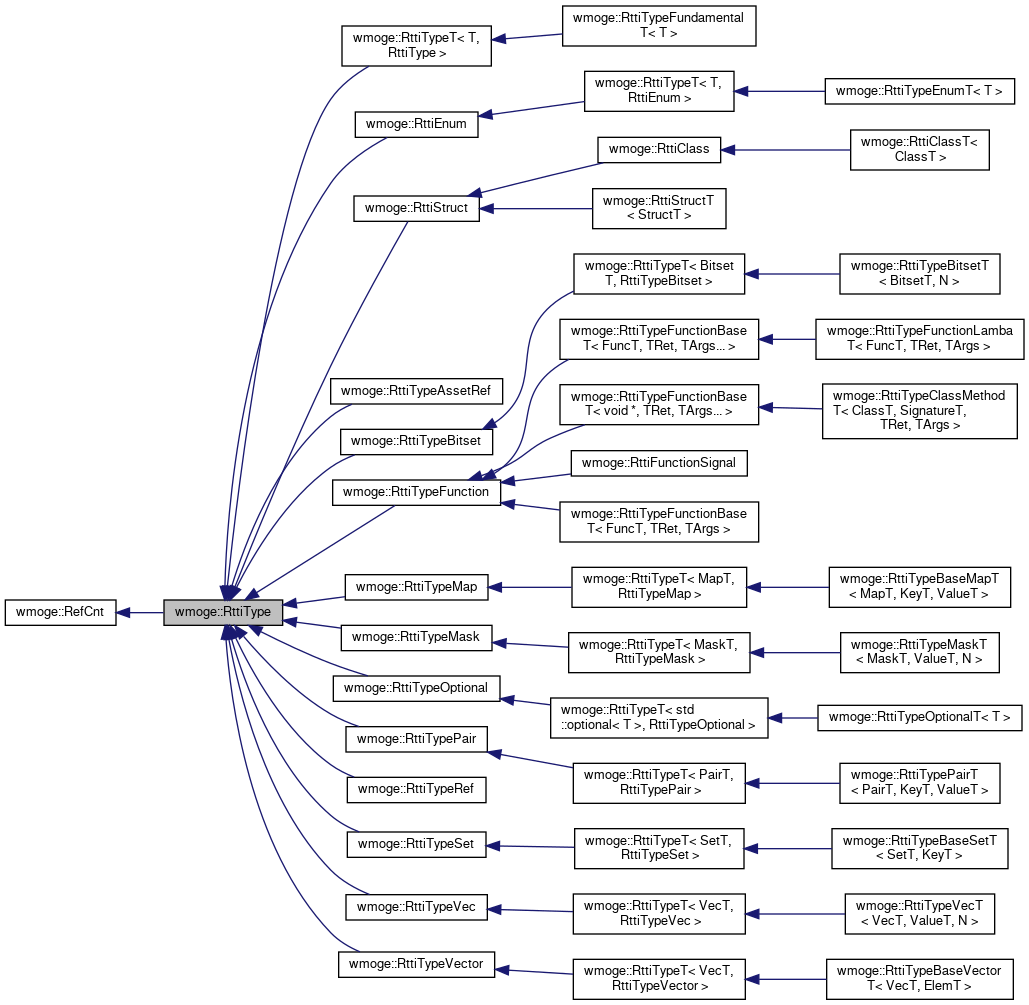 wmoge::RefCnt
wmoge::RttiType
wmoge::RttiTypeT< T,
RttiType >
wmoge::RttiTypeFundamental
T< T >
wmoge::RttiEnum
wmoge::RttiTypeT< T,
RttiEnum >
wmoge::RttiTypeEnumT< T >
wmoge::RttiStruct
wmoge::RttiClass
wmoge::RttiClassT<
ClassT >
wmoge::RttiStructT
< StructT >
wmoge::RttiTypeAssetRef
wmoge::RttiTypeBitset
wmoge::RttiTypeT< Bitset
T, RttiTypeBitset >
wmoge::RttiTypeBitsetT
< BitsetT, N >
wmoge::RttiTypeFunction
wmoge::RttiTypeFunctionBase
T< FuncT, TRet, TArgs... >
wmoge::RttiTypeFunctionLamba
T< FuncT, TRet, TArgs >
wmoge::RttiTypeFunctionBase
T< void *, TRet, TArgs... >
wmoge::RttiTypeClassMethod
T< ClassT, SignatureT,
TRet, TArgs >
wmoge::RttiFunctionSignal
wmoge::RttiTypeFunctionBase
T< FuncT, TRet, TArgs >
wmoge::RttiTypeMap
wmoge::RttiTypeT< MapT,
RttiTypeMap >
wmoge::RttiTypeBaseMapT
< MapT, KeyT, ValueT >
wmoge::RttiTypeMask
wmoge::RttiTypeT< MaskT,
RttiTypeMask >
wmoge::RttiTypeMaskT
< MaskT, ValueT, N >
wmoge::RttiTypeOptional
wmoge::RttiTypeT< std
::optional< T >, RttiTypeOptional >
wmoge::RttiTypeOptionalT< T >
wmoge::RttiTypePair
wmoge::RttiTypeT< PairT,
RttiTypePair >
wmoge::RttiTypePairT
< PairT, KeyT, ValueT >
wmoge::RttiTypeRef
wmoge::RttiTypeSet
wmoge::RttiTypeT< SetT,
RttiTypeSet >
wmoge::RttiTypeBaseSetT
< SetT, KeyT >
wmoge::RttiTypeVec
wmoge::RttiTypeT< VecT,
RttiTypeVec >
wmoge::RttiTypeVecT
< VecT, ValueT, N >
wmoge::RttiTypeVector
wmoge::RttiTypeT< VecT,
RttiTypeVector >
wmoge::RttiTypeBaseVector
T< VecT, ElemT >